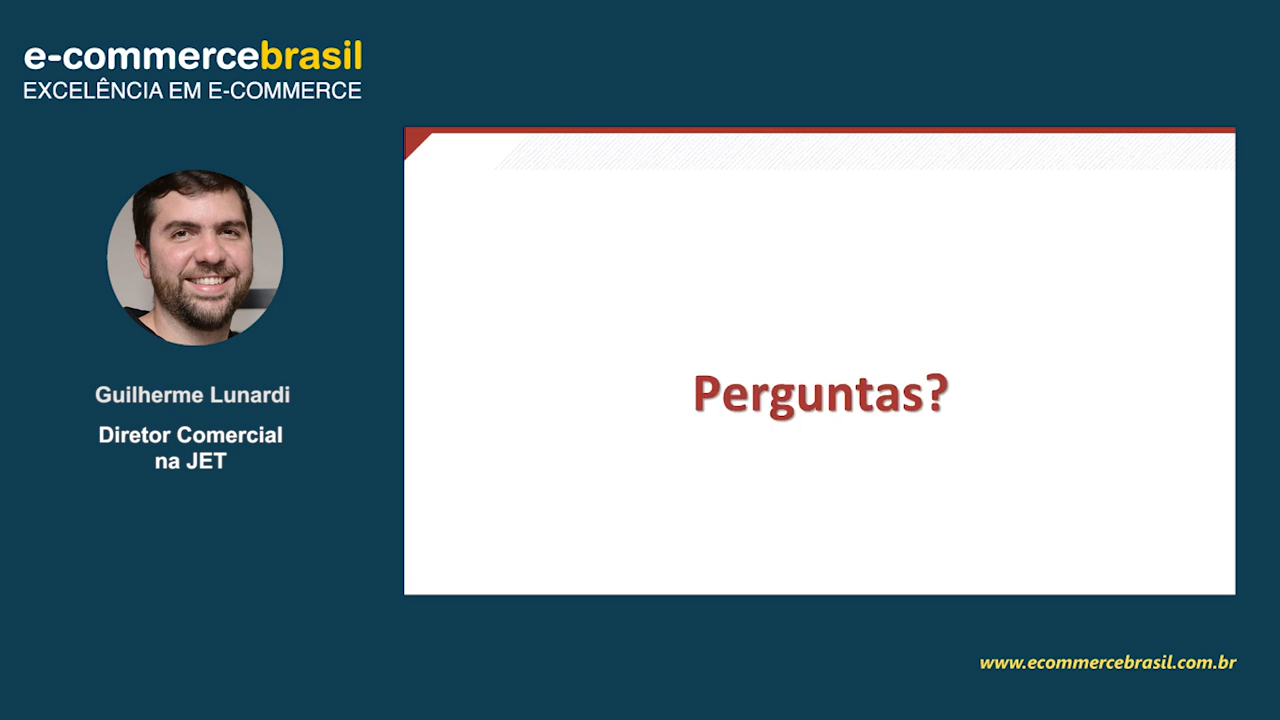 e-commercebrasil
EXCELÊNCIA EM E-COMMERCE
Guilherme Lunardi
Diretor Comercial
na JET
Perguntas?
www.ecommercebrasil.com.br